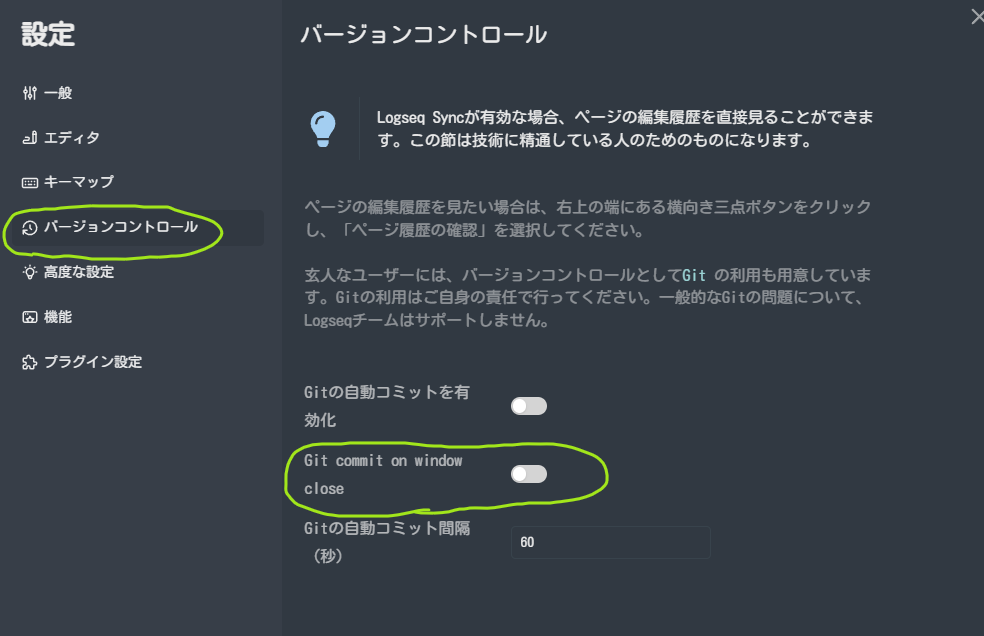 設定
一般
エディタ
キーマップ
バージョンコントロール
高度な設定
機能
プラグイン設定
バージョンコントロール
Logseq Syncが有効な場合、ページの編集履歴を直接見ることができま
す。この節は技術に精通している人のためのものになります。
ページの編集履歴を見たい場合は、右上の端にある横向き三点ボタンをクリック
し、「ページ履歴の確認」を選択してください。
玄人なユーザーには、バージョンコントロールとしてGit の利用も用意していま
す。Gitの利用はご自身の責任で行ってください。一般的なGitの問題について、
Logseqチームはサポートしません。
Gitの自動コミットを有
効化
Git commit on window
close
Gitの自動コミット間隔
（秒）
60